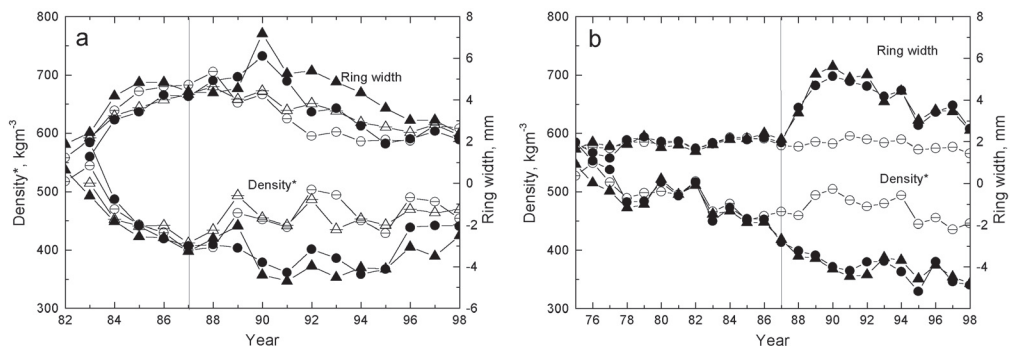 a
800
700
600
500
400
300
Density*, kgm-3
8
6
4
2
0
-2
-4
-6
Ring width, mm
Ring width
Density*
82 84 86 88 90 92 94 96 98
Year
b
800
700
600
500
400
300
Density, kgm-3
8
6
4
2
0
-2
-4
Ring width, mm
Ring width
Density*
76 78 80 82 84 86 88 90 92 94 96 98
Year